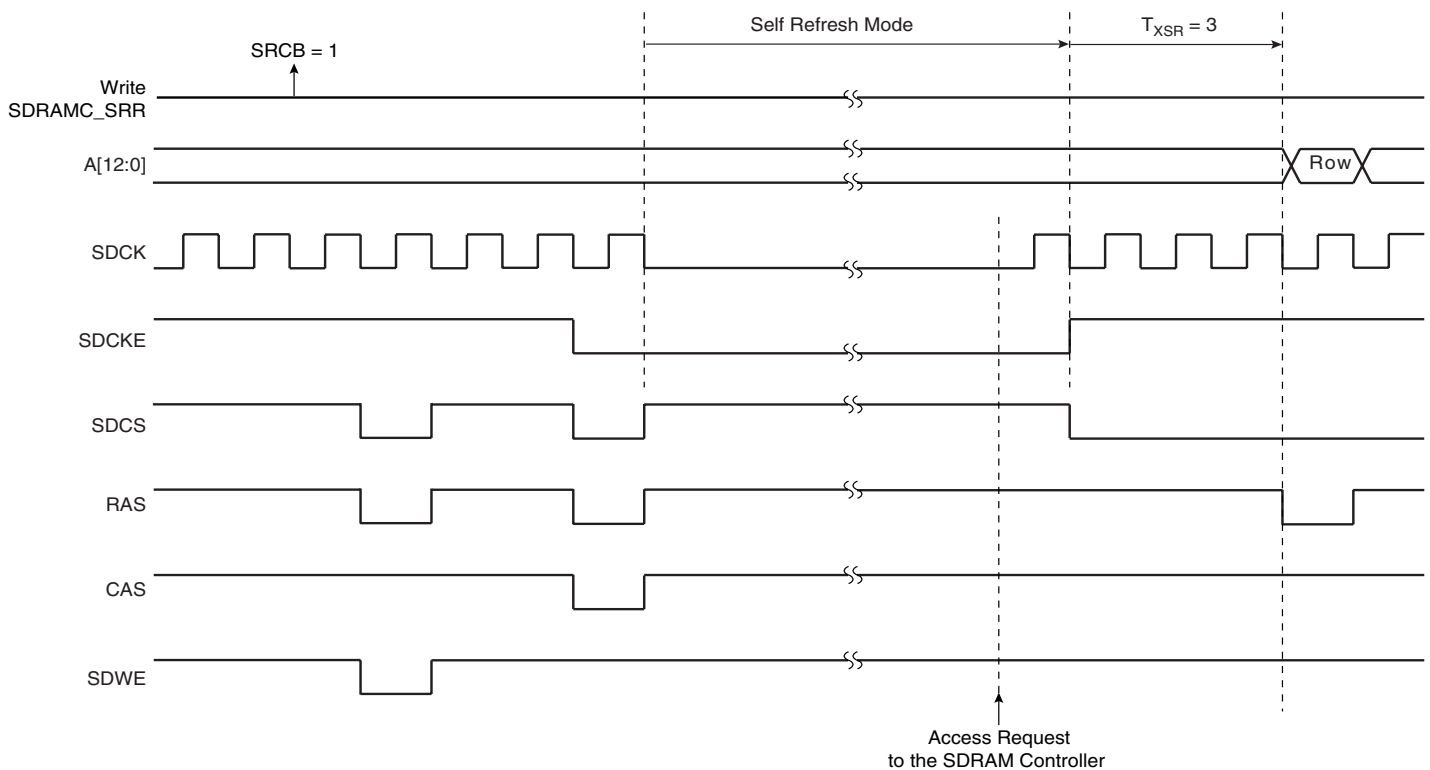 Self Refresh Mode
T_XSR = 3
SRCB = 1
Write
SDRAMC_SRR
A[12:0]
Row
SDCK
SDCKE
SDCS
RAS
CAS
SDWE
Access Request
to the SDRAM Controller